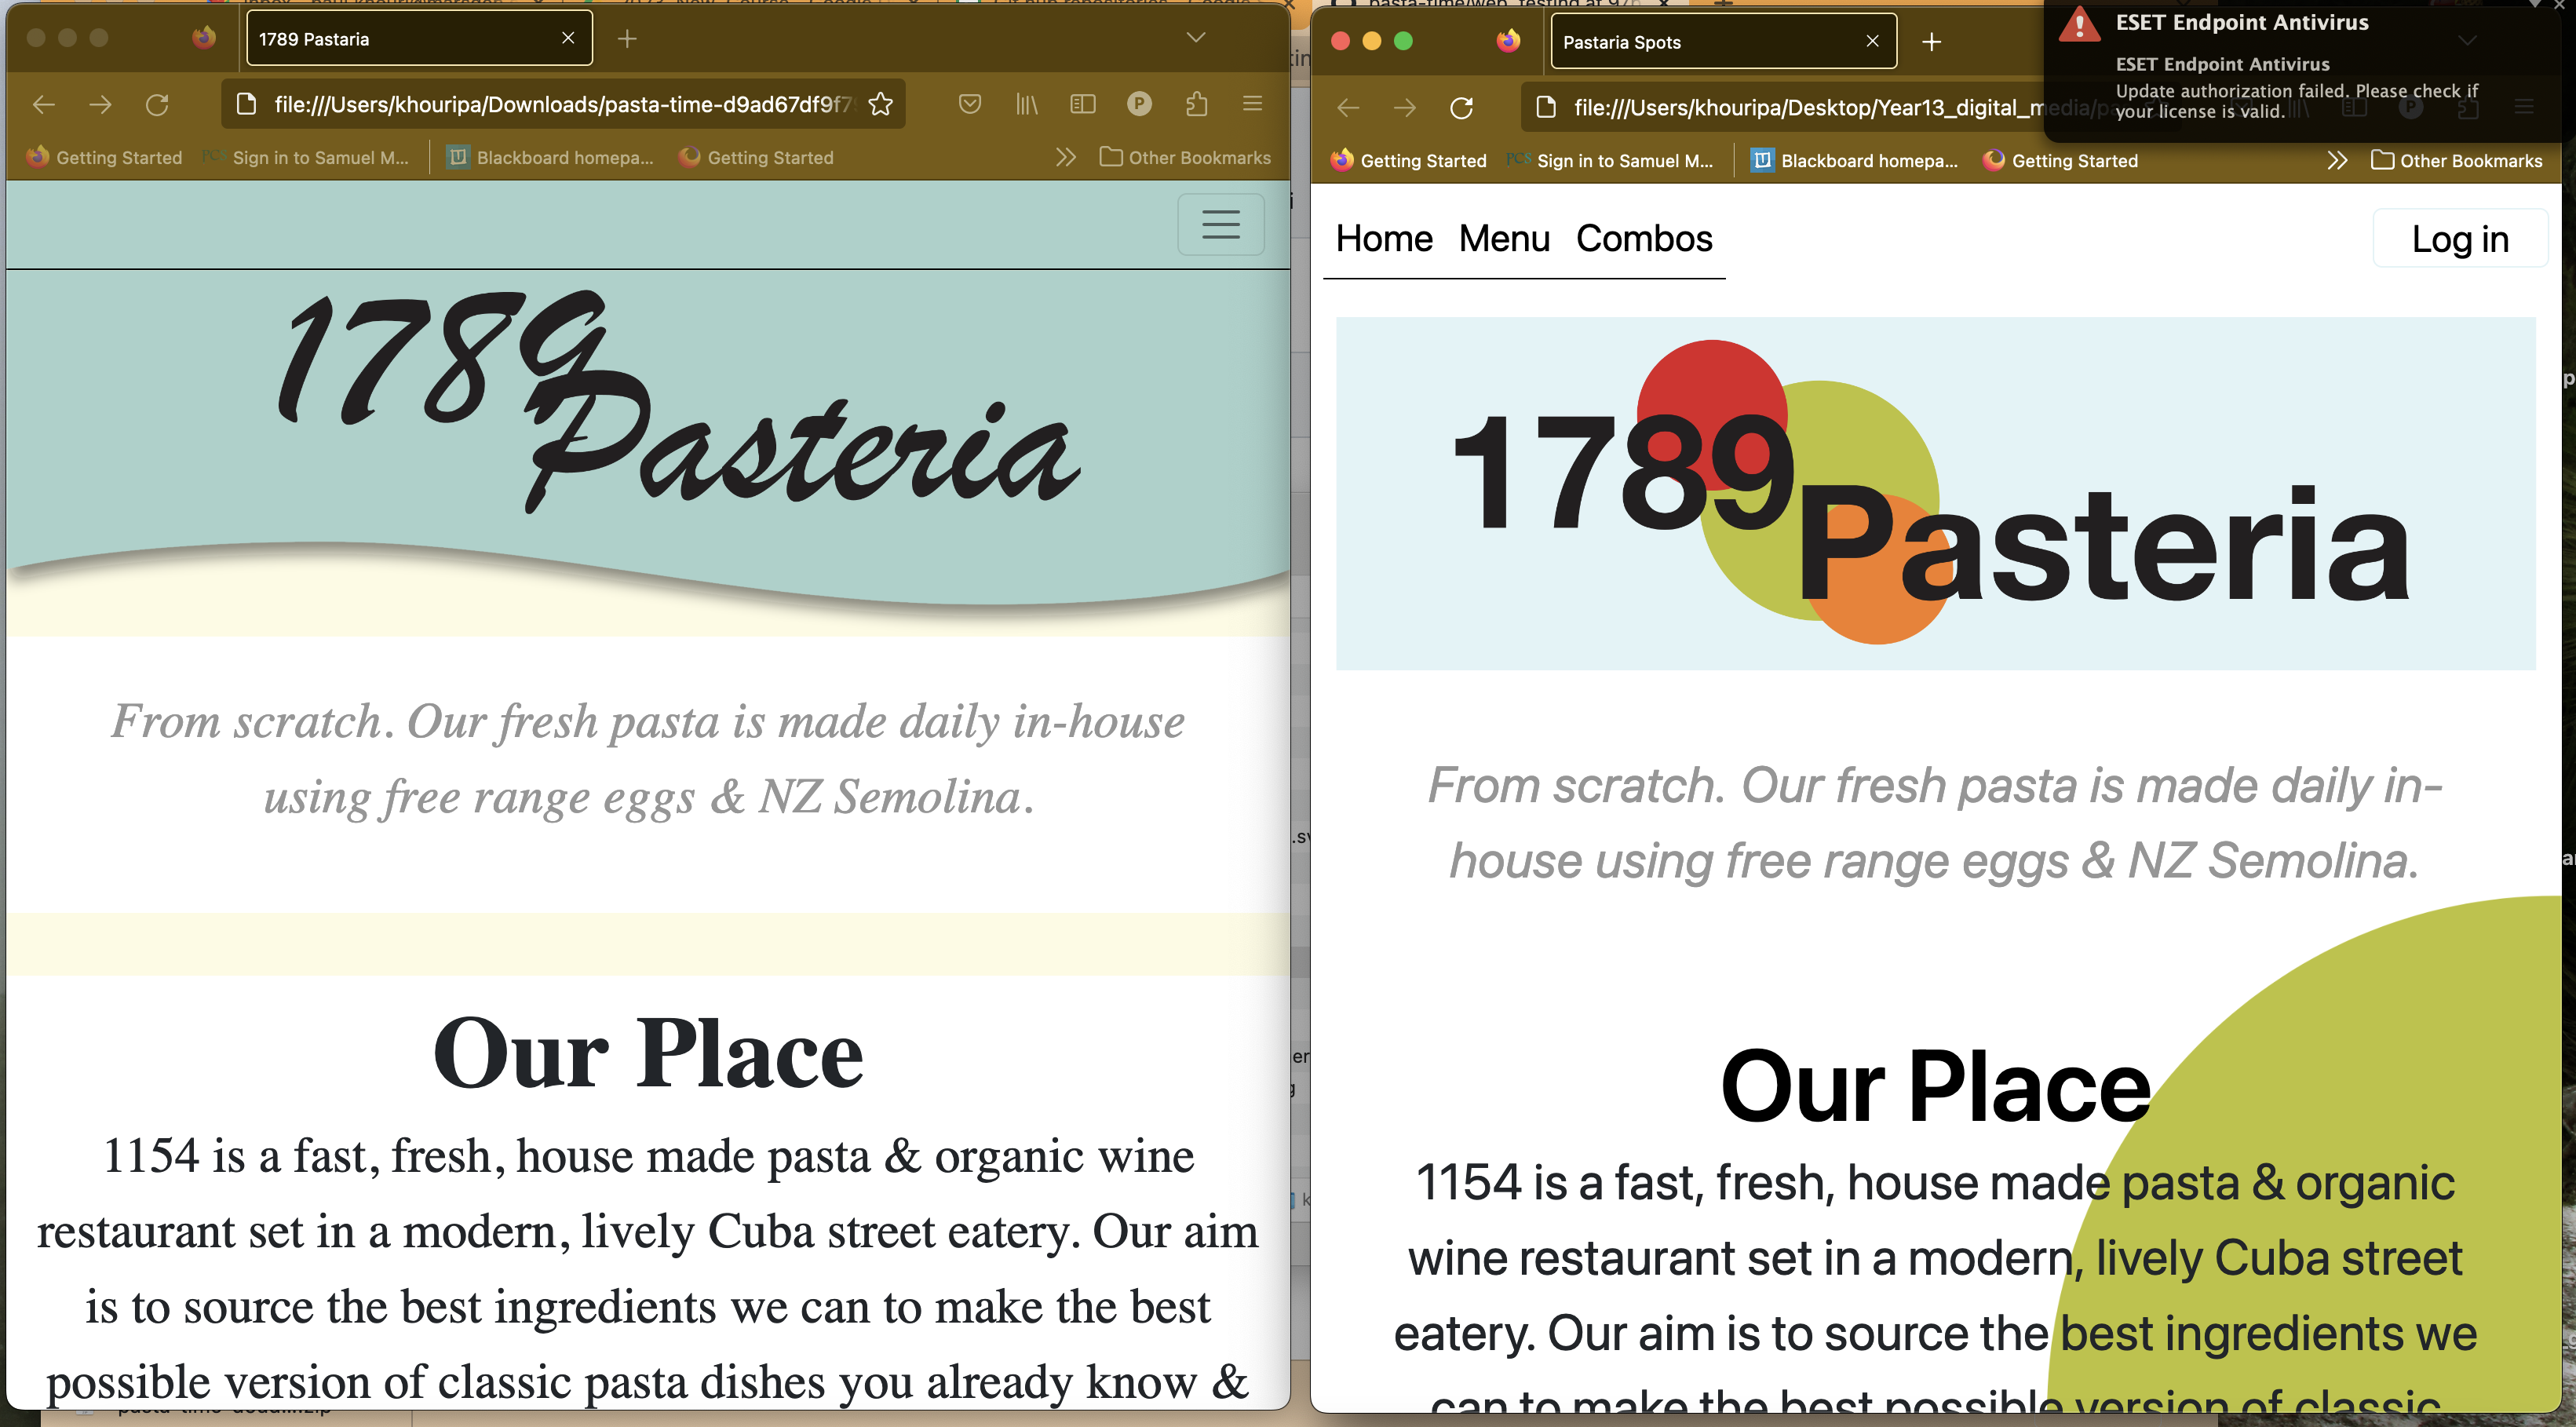 1789 Pastaria
file:///Users/khouripa/Downloads/pasta-time-d9ad67df9f7
Getting Started
Sign in to Samuel M...
Blackboard homepa...
Getting Started
Other Bookmarks
1789
Pasteria
From scratch. Our fresh pasta is made daily in-house
using free range eggs & NZ Semolina.
Our Place
1154 is a fast, fresh, house made pasta & organic wine
restaurant set in a modern, lively Cuba street eatery. Our aim
is to source the best ingredients we can to make the best
possible version of classic pasta dishes you already know &
Pastaria Spots
file:///Users/khouripa/Desktop/Year13_digital_media/pa
ESET Endpoint Antivirus
ESET Endpoint Antivirus
Update authorization failed. Please check if
your license is valid.
Getting Started
PCS
Sign in to Samuel M...
Blackboard homepa...
Getting Started
Other Bookmarks
Home
Menu
Combos
Log in
1789
Pasteria
From scratch. Our fresh pasta is made daily in-
house using free range eggs & NZ Semolina.
Our Place
1154 is a fast, fresh, house made pasta & organic
wine restaurant set in a modern, lively Cuba street
eatery. Our aim is to source the best ingredients we
can to make the best possible version of classic